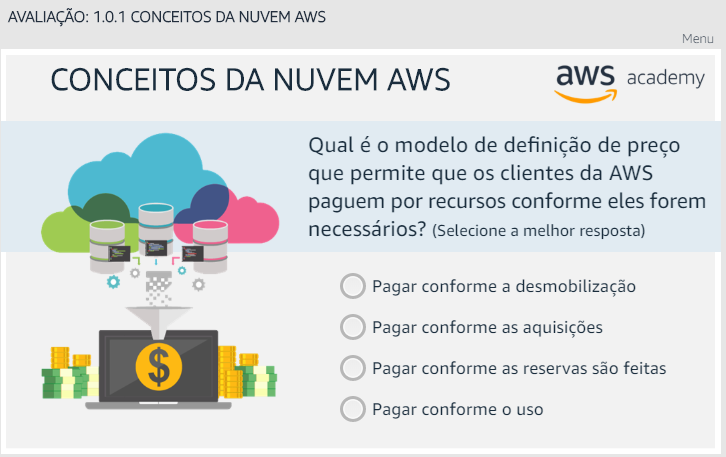 AVALIAÇÃO: 1.0.1 CONCEITOS DA NUVEM AWS
Menu
CONCEITOS DA NUVEM AWS
aws academy
Qual é o modelo de definição de preço
que permite que os clientes da AWS
paguem por recursos conforme eles forem
necessários? (Selecione a melhor resposta)
Pagar conforme a desmobilização
Pagar conforme as aquisições
Pagar conforme as reservas são feitas
Pagar conforme o uso
$